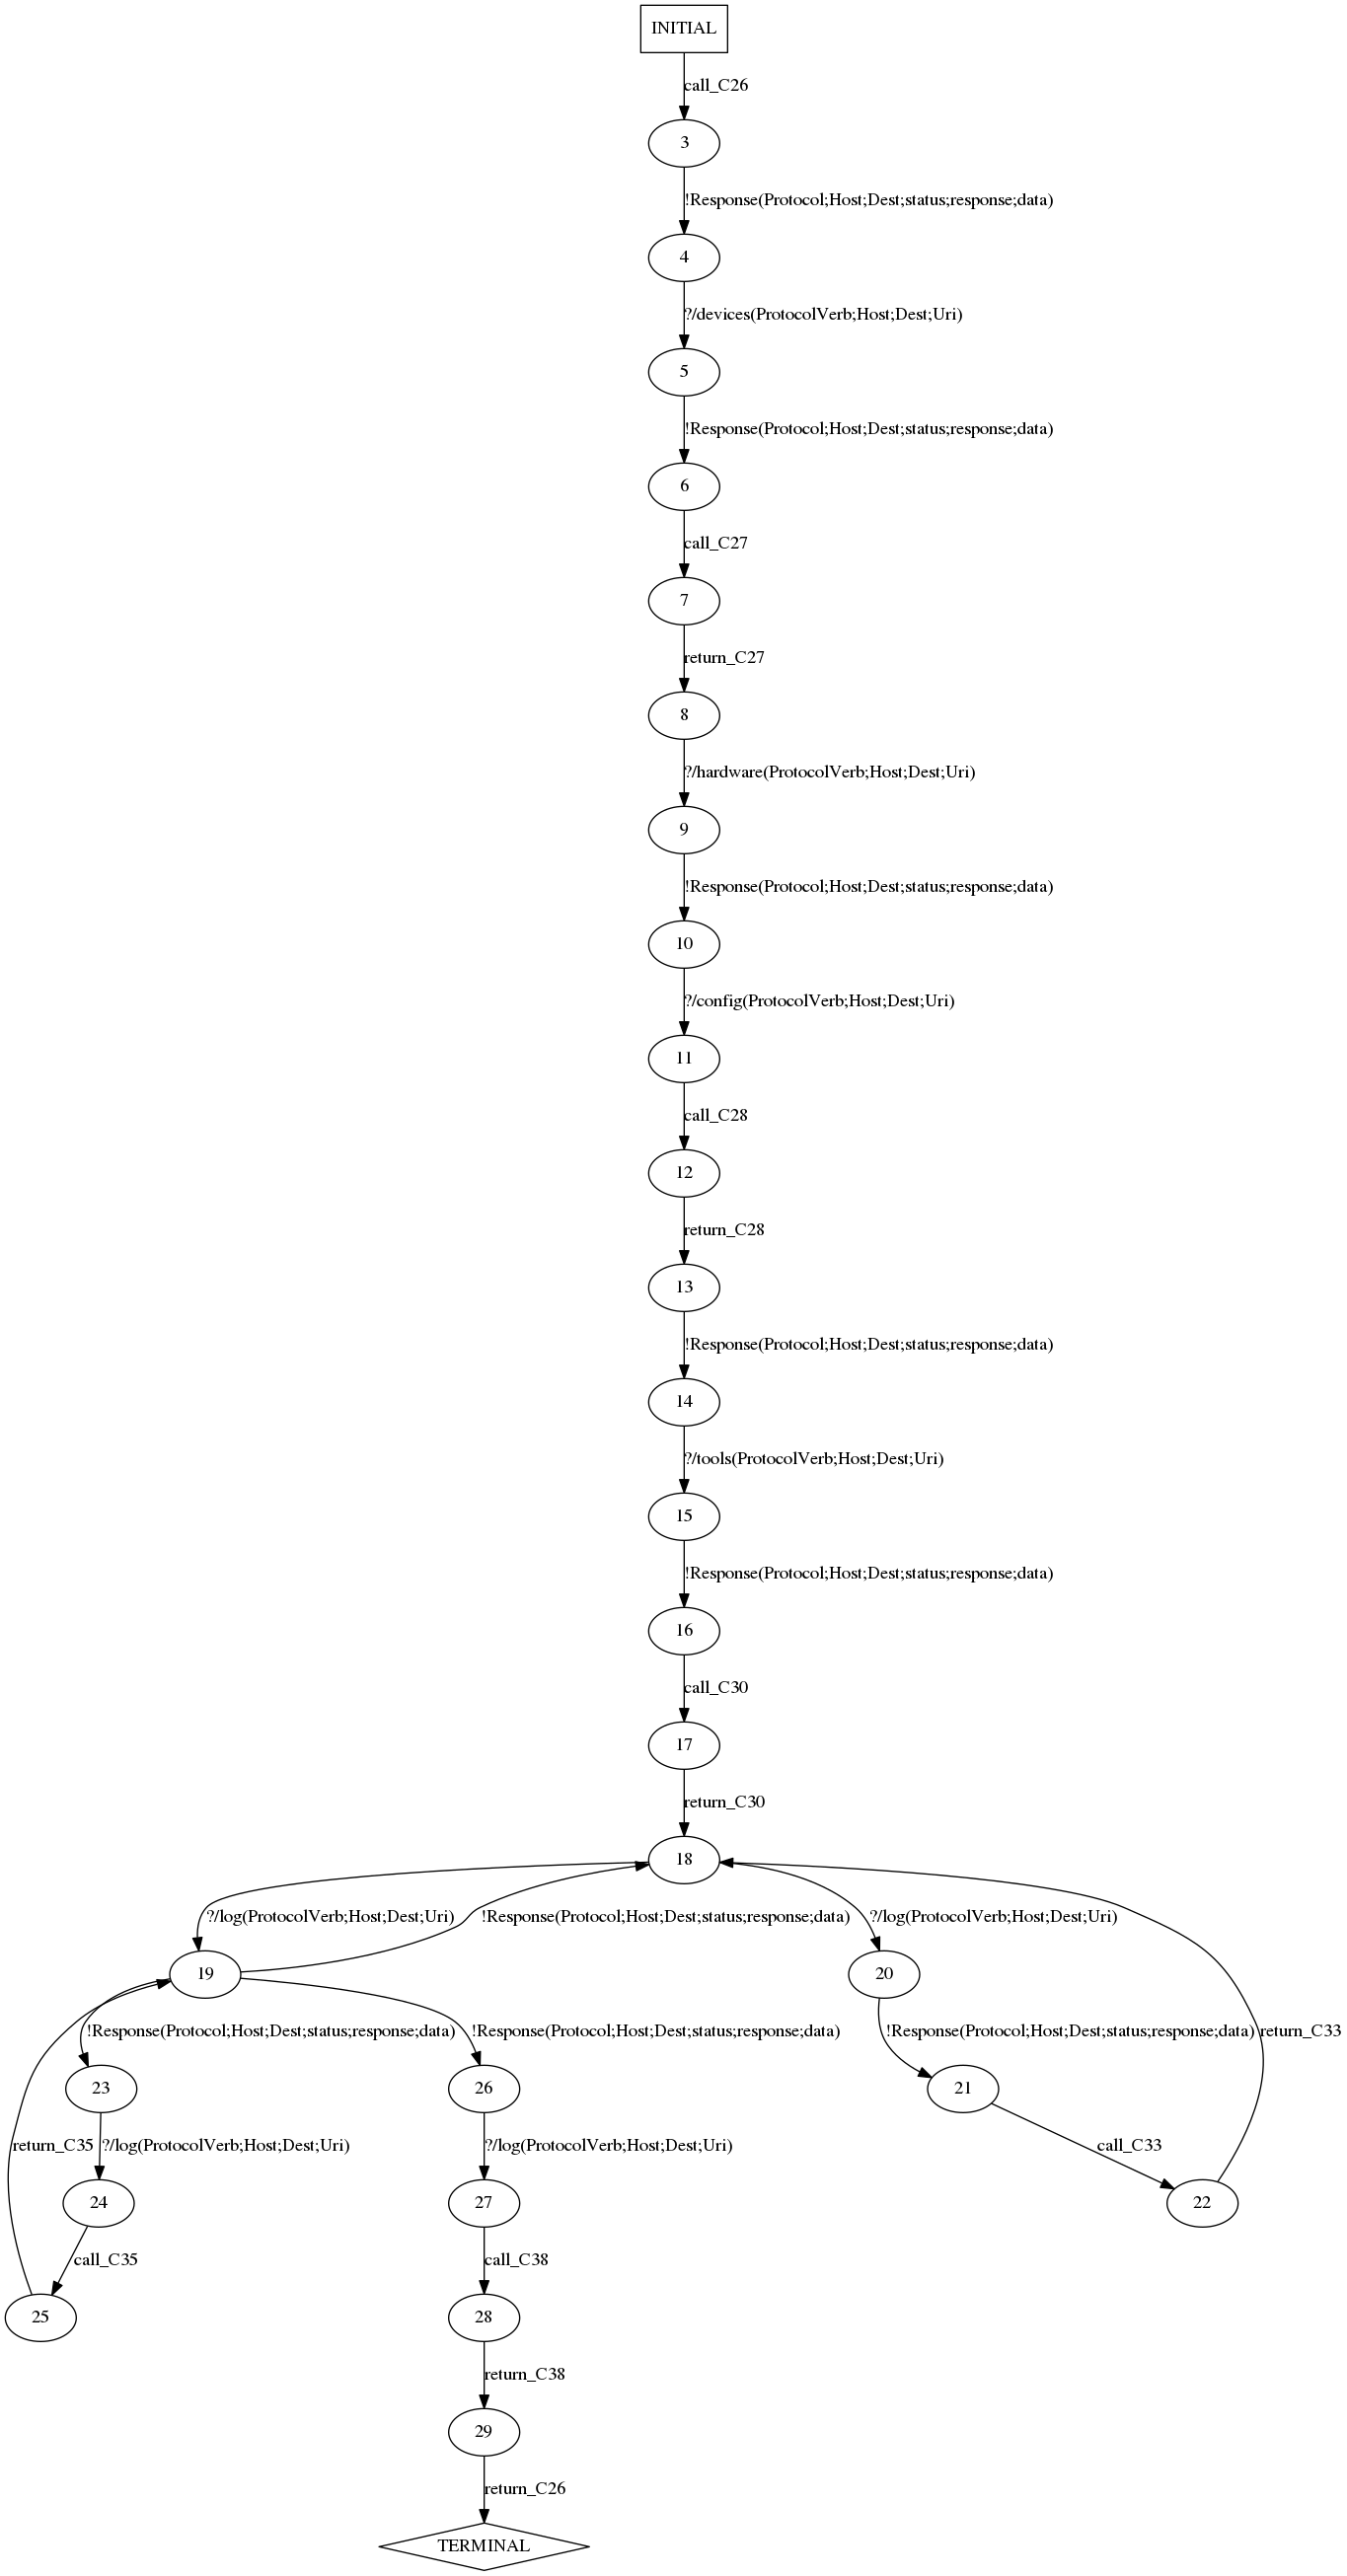 INITIAL
call_C26
3
!Response(Protocol;Host;Dest;status;response;data)
4
?/devices(ProtocolVerb;Host;Dest;Uri)
5
!Response(Protocol;Host;Dest;status;response;data)
6
call_C27
7
return_C27
8
?/hardware(ProtocolVerb;Host;Dest;Uri)
9
!Response(Protocol;Host;Dest;status;response;data)
10
?/config(ProtocolVerb;Host;Dest;Uri)
11
call_C28
12
return_C28
13
!Response(Protocol;Host;Dest;status;response;data)
14
?/tools(ProtocolVerb;Host;Dest;Uri)
15
!Response(Protocol;Host;Dest;status;response;data)
16
call_C30
17
return_C30
18
?/log(ProtocolVerb;Host;Dest;Uri)
!Response(Protocol;Host;Dest;status;response;data)
?/log(ProtocolVerb;Host;Dest;Uri)
19
20
!Response(Protocol;Host;Dest;status;response;data)
!Response(Protocol;Host;Dest;status;response;data)
!Response(Protocol;Host;Dest;status;response;data)
return_C33
23
26
21
return_C35
?/log(ProtocolVerb;Host;Dest;Uri)
?/log(ProtocolVerb;Host;Dest;Uri)
call_C33
24
27
22
call_C35
call_C38
25
28
return_C38
29
return_C26
TERMINAL